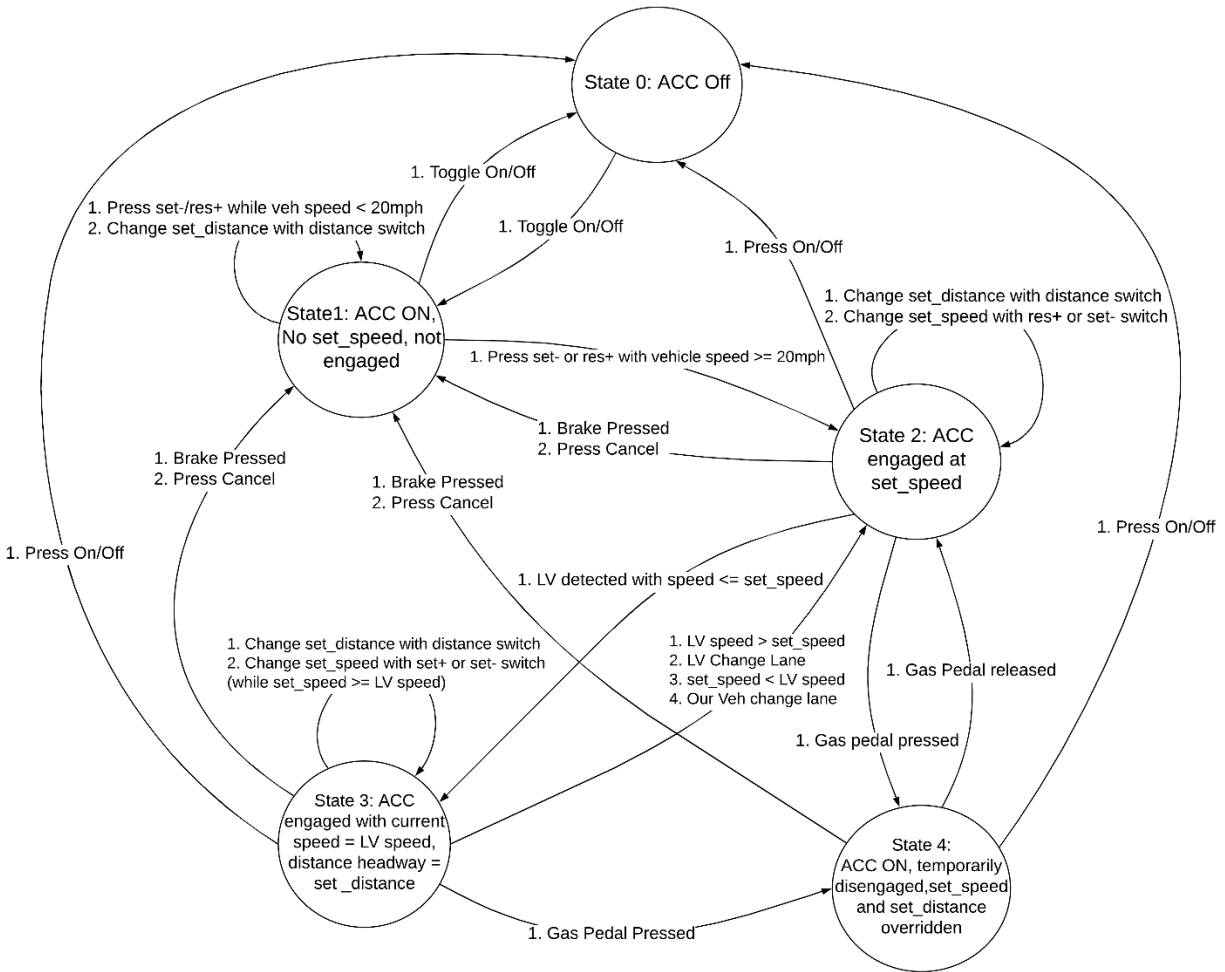 State 0: ACC Off
1. Toggle On/Off
1. Press set-/res+ while veh speed < 20mph
2. Change set_distance with distance switch
1. Toggle On/Off
1. Press On/Off
State1: ACC ON,
No set_speed, not
engaged
1. Change set_distance with distance switch
2. Change set_speed with res+ or set- switch
1. Press set- or res+ with vehicle speed >= 20mph
1. Brake Pressed
2. Press Cancel
State 2: ACC
engaged at
set_speed
1. Brake Pressed
2. Press Cancel
1. Brake Pressed
2. Press Cancel
1. Press On/Off
1. Press On/Off
1. LV detected with speed <= set_speed
1. Change set_distance with distance switch
2. Change set_speed with set+ or set- switch
(while set_speed >= LV speed)
1. LV speed > set_speed
2. LV Change Lane
3. set_speed < LV speed
4. Our Veh change lane
1. Gas Pedal released
1. Gas pedal pressed
State 3: ACC
engaged with current
speed = LV speed,
distance headway =
set _distance
State 4:
ACC ON, temporarily
disengaged,set_speed
and set_distance
overridden
1. Gas Pedal Pressed